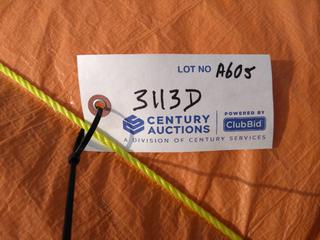 LOT NO A605
3113D
CENTURY AUCTIONS
POWERED BY
ClubBid
A DIVISION OF CENTURY SERVICES